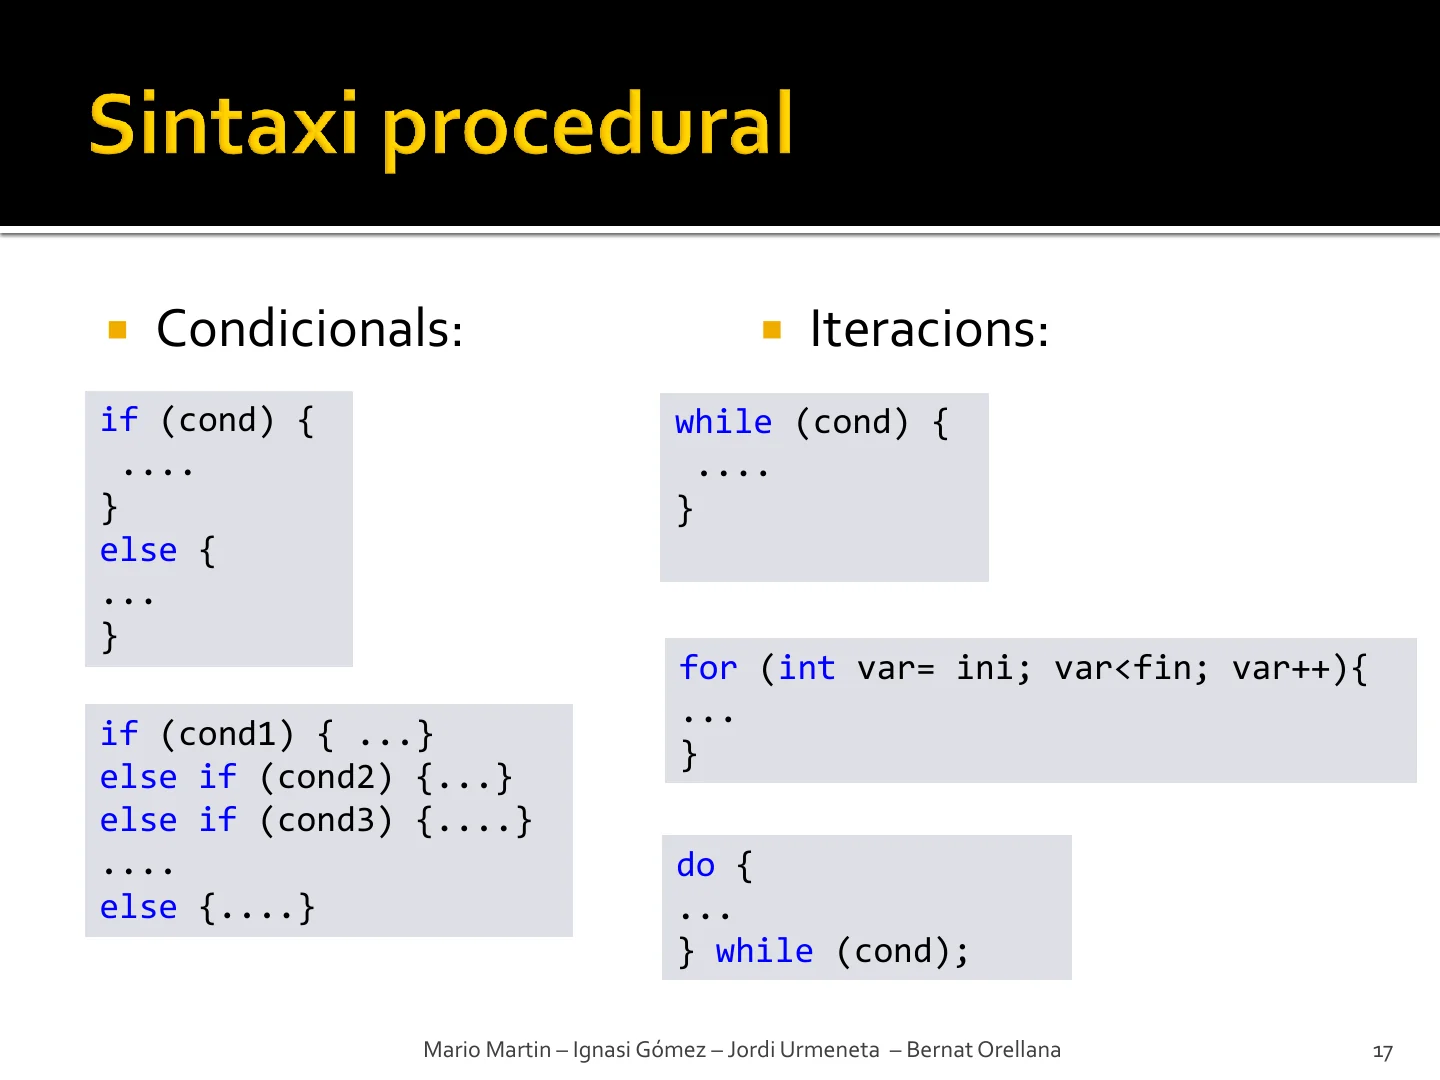 Sintaxi procedural
Condicionals:
if (cond) {
....
}
else {
...
}
if (cond1) { ...}
else if (cond2) {...}
else if (cond3) {....}
....
else {....}
Iteracions:
while (cond) {
....
}
for (int var= ini; var<fin; var++){
...
}
do {
...
} while (cond);
Mario Martin – Ignasi Gómez – Jordi Urmeneta – Bernat Orellana
17